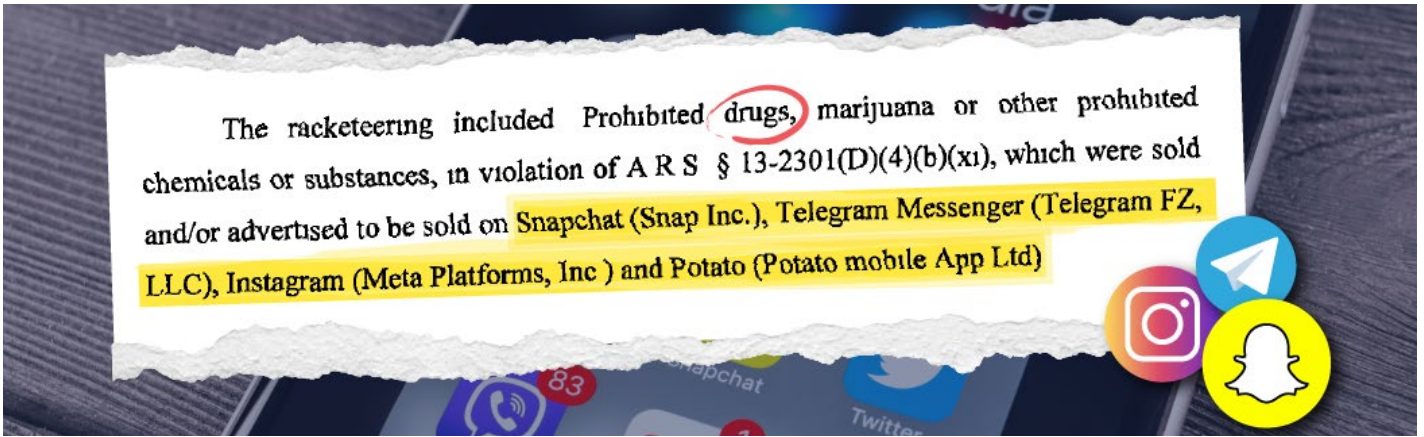 The racketeering included Prohibited drugs, marijuana or other prohibited
chemicals or substances, in violation of A R S § 13-2301(D)(4)(b)(xi), which were sold
and/or advertised to be sold on Snapchat (Snap Inc.), Telegram Messenger (Telegram FZ,
LLC), Instagram (Meta Platforms, Inc ) and Potato (Potato mobile App Ltd)
83
Snapchat
1
Twitter